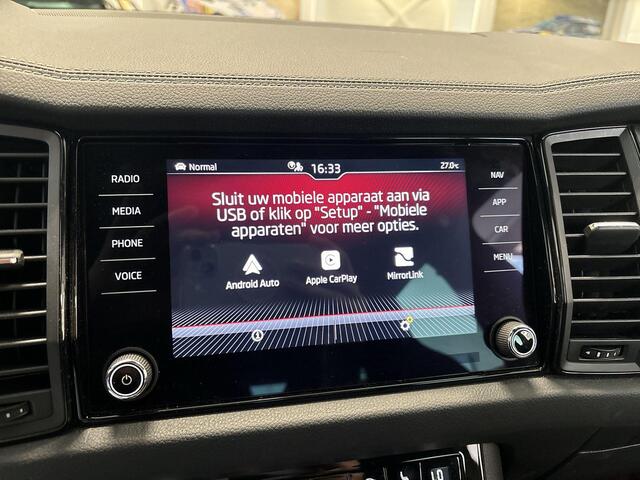 Normal
16:33
27.0°C
RADIO
MEDIA
PHONE
VOICE
NAV
APP
CAR
MENU
Sluit uw mobiele apparaat aan via
USB of klik op "Setup" - "Mobiele
apparaten" voor meer opties.
Android Auto
Apple CarPlay
MirrorLink